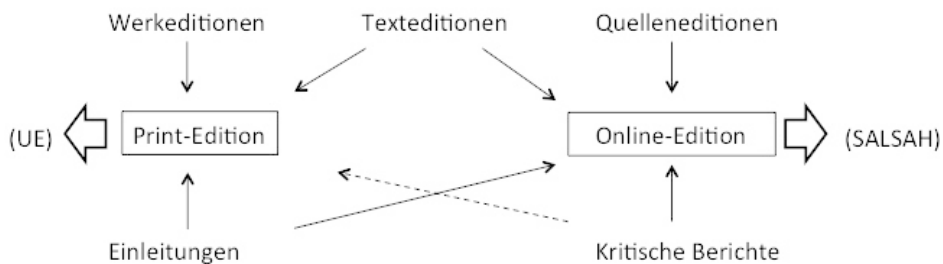 Werkeditionen Texteditionen Quelleneditionen
(UE) Print-Edition Online-Edition (SALSAH)
Einleitungen Kritische Berichte